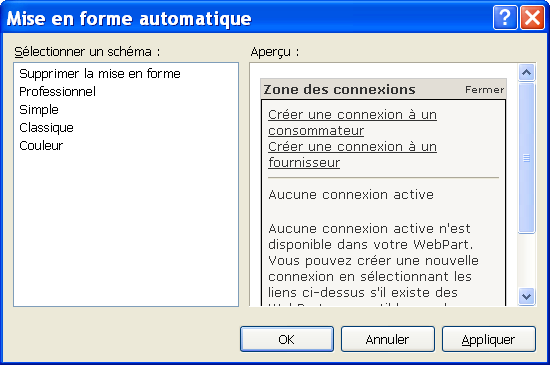 Mise en forme automatique
Sélectionner un schéma :
Supprimer la mise en forme
Professionnel
Simple
Classique
Couleur
Aperçu :
Zone des connexions Fermer
Créer une connexion à un
consommateur
Créer une connexion à un
fournisseur
Aucune connexion active
Aucune connexion active n'est
disponible dans votre WebPart.
Vous pouvez créer une nouvelle
connexion en sélectionnant les
liens ci-dessus s'il existe des
OK Annuler Appliquer